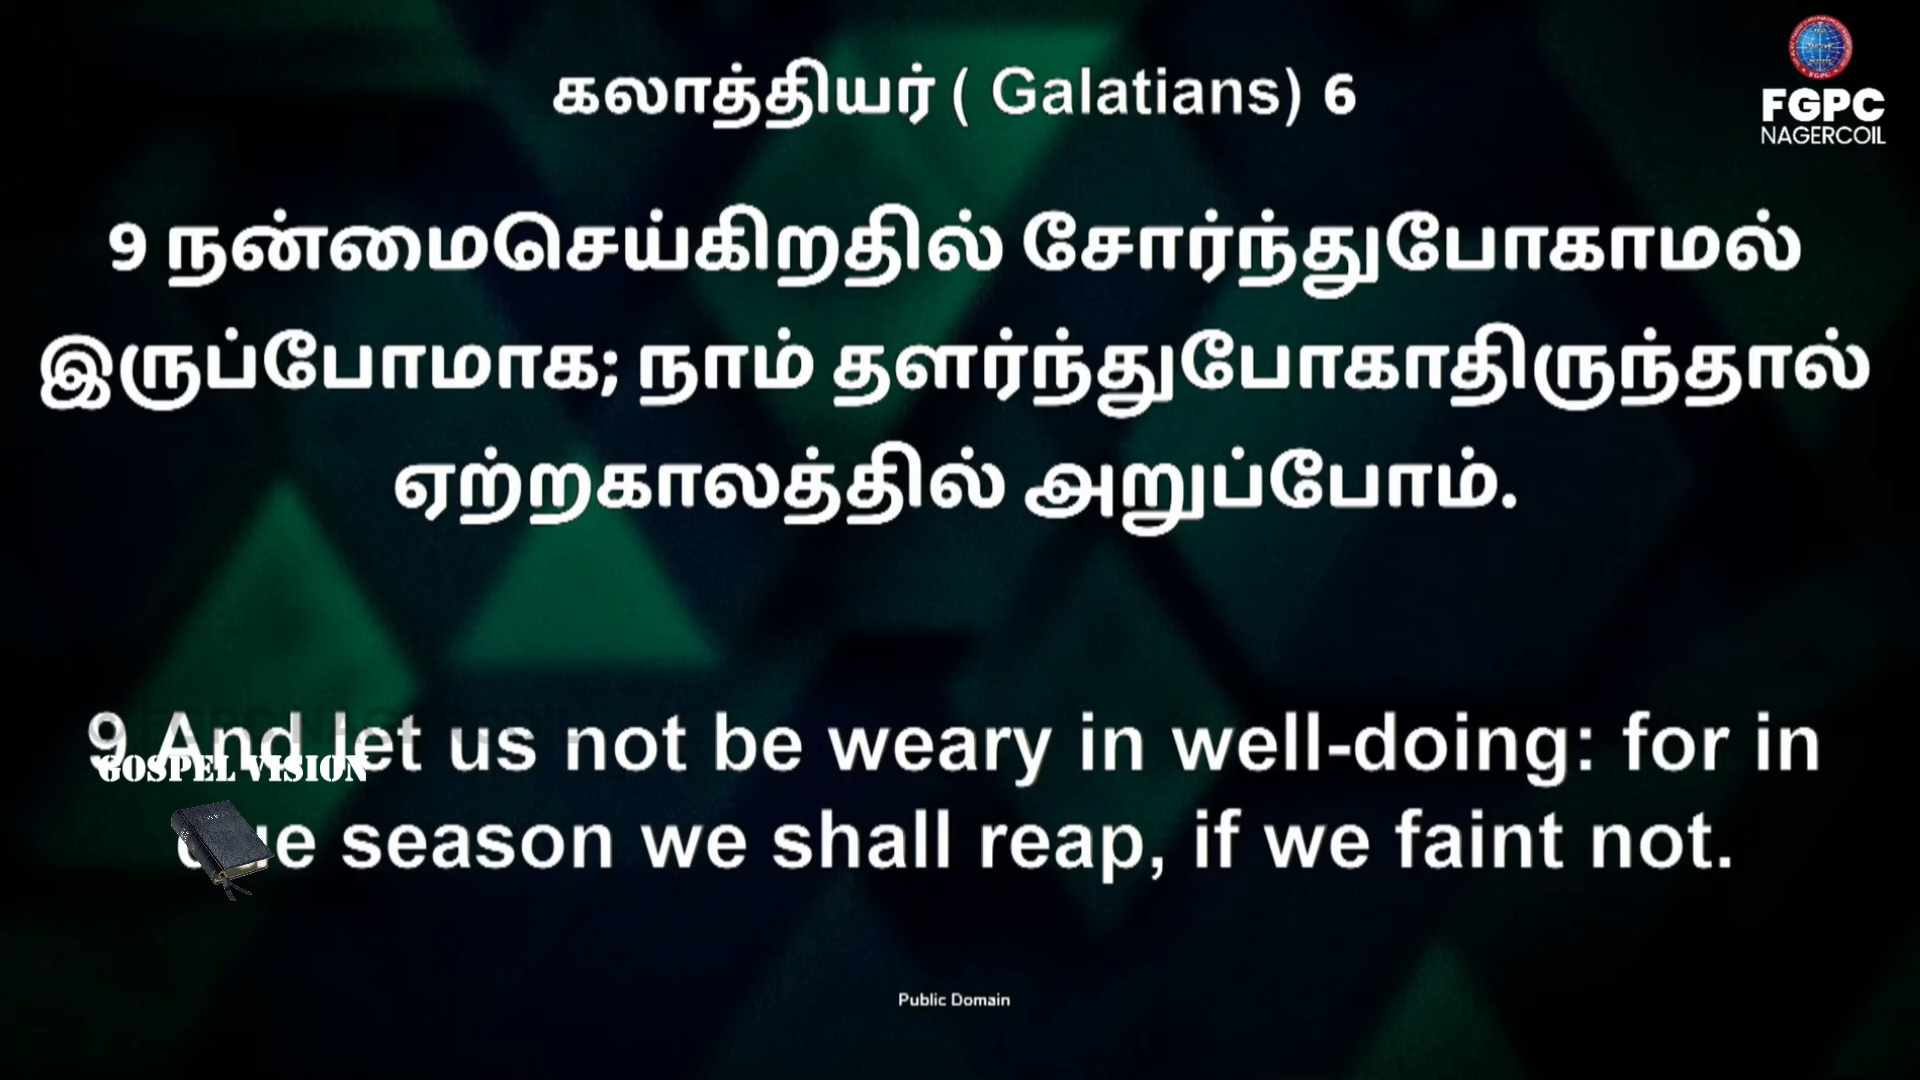 கலாத்தியர் ( Galatians) 6
FGPC
NAGERCOIL
9 நன்மைசெய்கிறதில் சோர்ந்துபோகாமல்
இருப்போமாக; நாம் தளர்ந்துபோகாதிருந்தால்
ஏற்றகாலத்தில் அறுப்போம்.
9 And let us not be weary in well-doing: for in
GOSPEL VISION
season we shall reap, if we faint not.
Public Domain